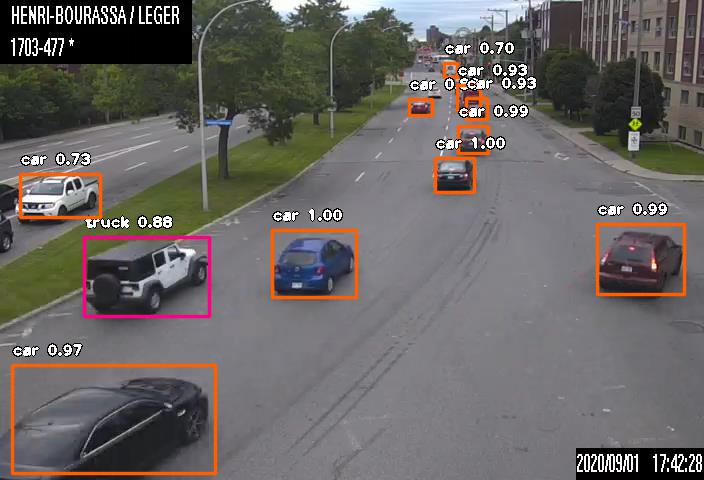 HENRI-BOURASSA / LEGER
1703-477 *
car 0.70
car 0.93
car 0.93
car 0.99
car 1.00
car 0.73
truck 0.88
car 1.00
car 0.99
car 0.97
2020/09/01 17:42:28